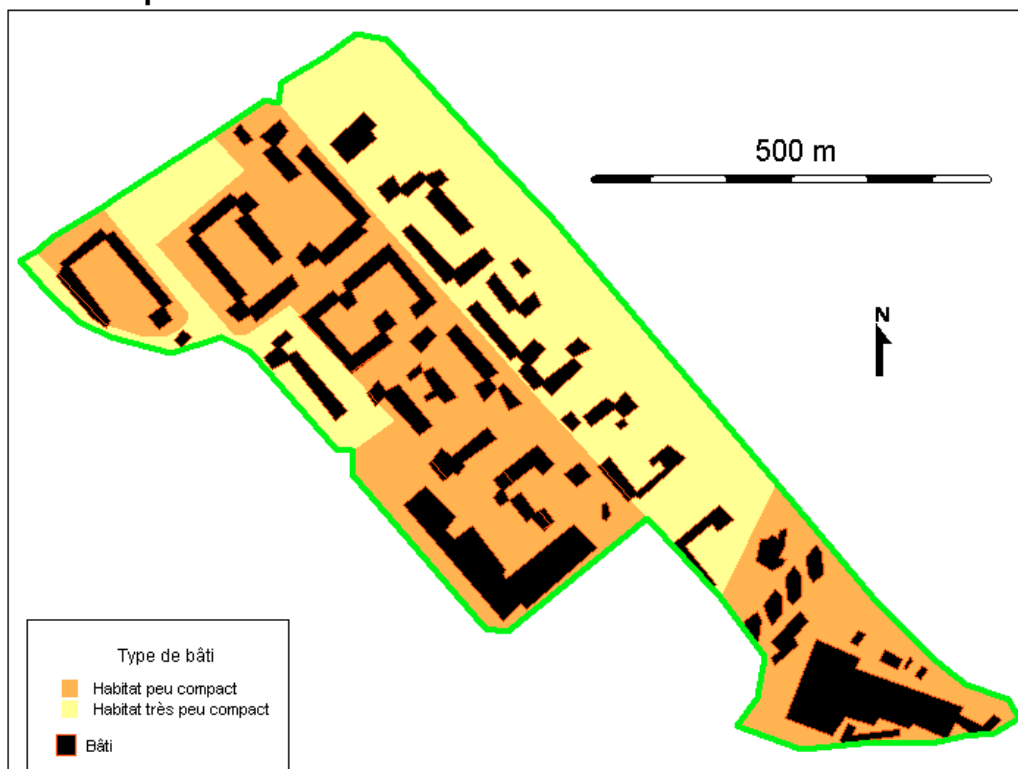 500 m
N
Type de bâti
Habitat peu compact
Habitat très peu compact
Bâti